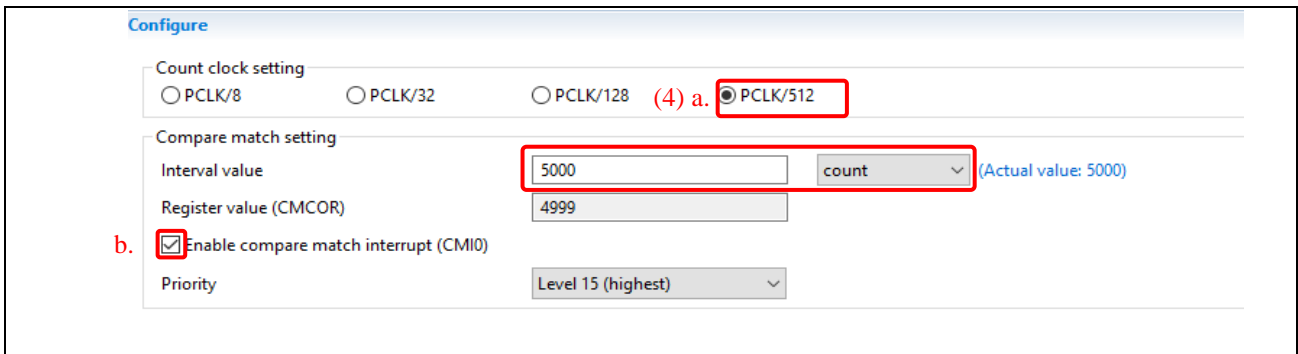 Configure
Count clock setting
PCLK/8 PCLK/32 PCLK/128 (4) a. PCLK/512
Compare match setting
Interval value 5000 count (Actual value: 5000)
Register value (CMCOR) 4999
b. Enable compare match interrupt (CMI0)
Priority Level 15 (highest)